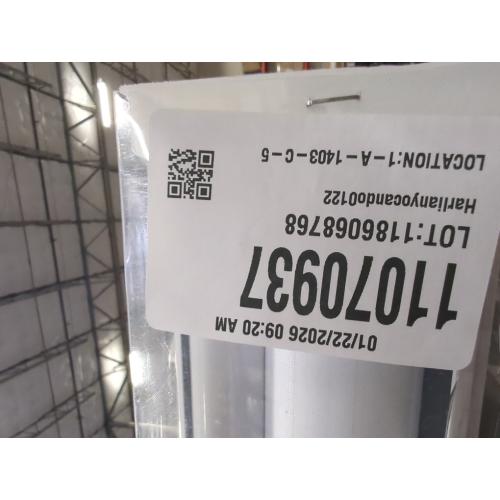 01/22/2026 09:20 AM
11070937
LOT:1186068768
Harlianyocando0122
LOCATION:1-A-1403-C-5